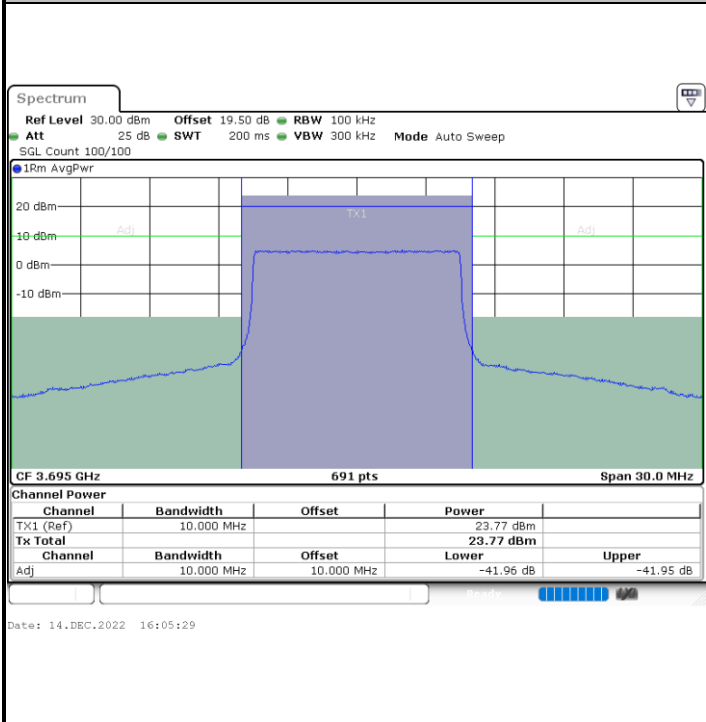 Spectrum
Ref Level 30.00 dBm Offset 19.50 dB RBW 100 kHz
Att 25 dB SWT 200 ms VBW 300 kHz Mode Auto Sweep
SGL Count 100/100
1Rm AvgPwr
20 dBm
TX1
Adj Adj
10 dBm
0 dBm
-10 dBm
CF 3.695 GHz 691 pts Span 30.0 MHz
Channel Power
Channel Bandwidth Offset Power
TX1 (Ref) 10.000 MHz 23.77 dBm
Tx Total 23.77 dBm
Channel Bandwidth Offset Lower Upper
Adj 10.000 MHz 10.000 MHz -41.96 dB -41.95 dB
Ready
Date: 14.DEC.2022 16:05:29